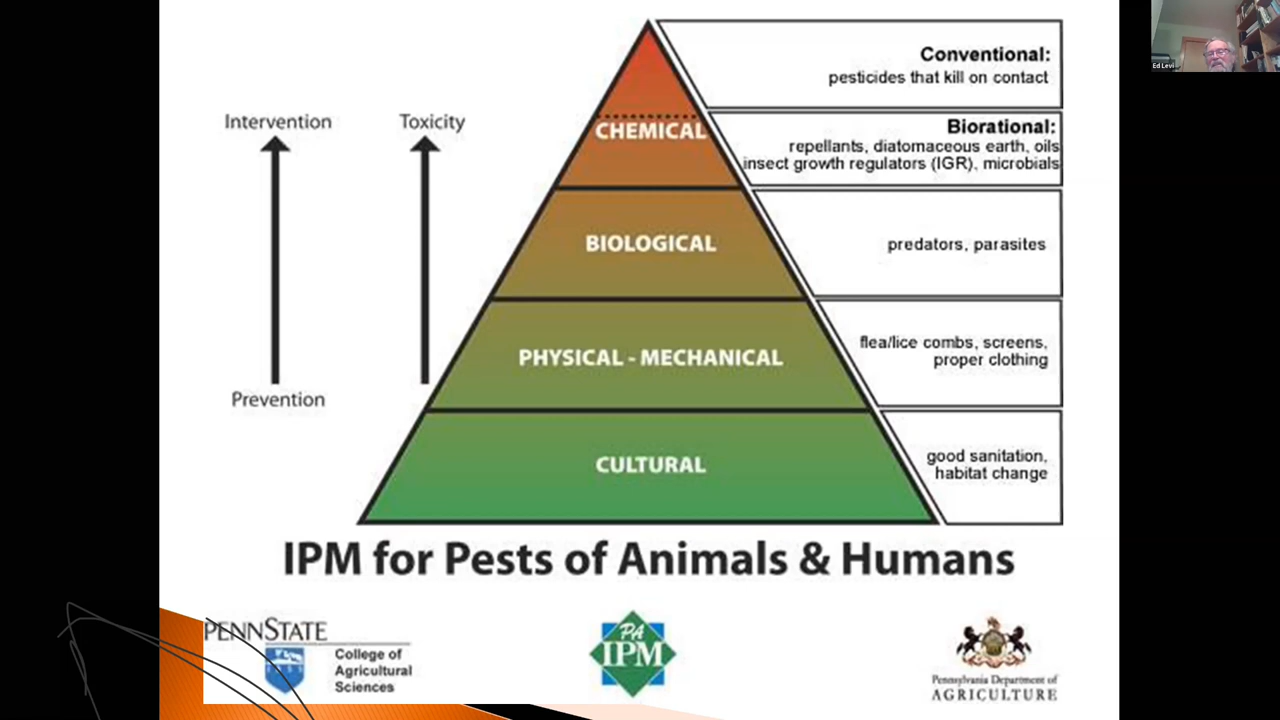 Ed Levi
Conventional:
pesticides that kill on contact
Intervention
Toxicity
CHEMICAL
Biorational:
repellants, diatomaceous earth, oils
insect growth regulators (IGR), microbials
BIOLOGICAL
predators, parasites
PHYSICAL - MECHANICAL
flea/lice combs, screens,
proper clothing
Prevention
CULTURAL
good sanitation,
habitat change
IPM for Pests of Animals & Humans
PENNSTATE
College of
Agricultural
Sciences
PA
IPM
Pennsylvania Department of
AGRICULTURE